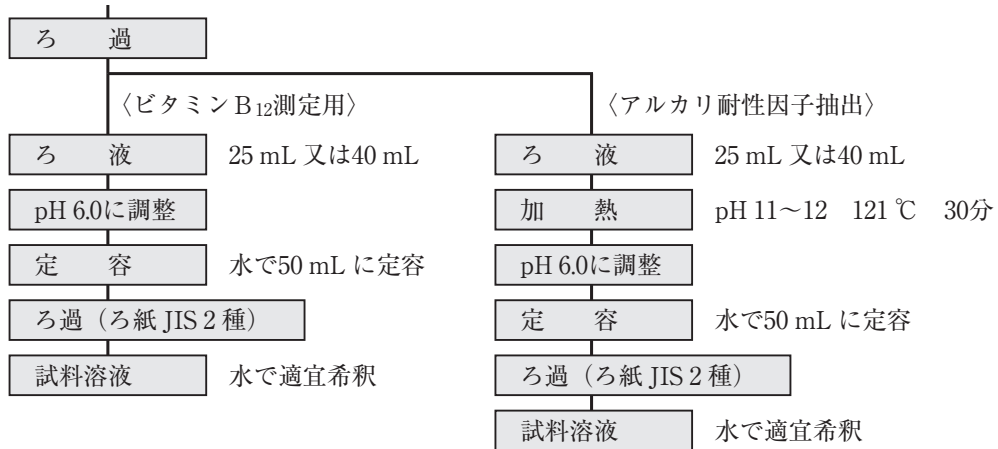 ろ　過
〈ビタミンB12測定用〉
ろ　液　25 mL 又は40 mL
pH 6.0に調整
定　容　水で50 mL に定容
ろ過（ろ紙 JIS 2 種）
試料溶液　水で適宜希釈
〈アルカリ耐性因子抽出〉
ろ　液　25 mL 又は40 mL
加　熱　pH 11～12　121 ℃　30分
pH 6.0に調整
定　容　水で50 mL に定容
ろ過（ろ紙 JIS 2 種）
試料溶液　水で適宜希釈